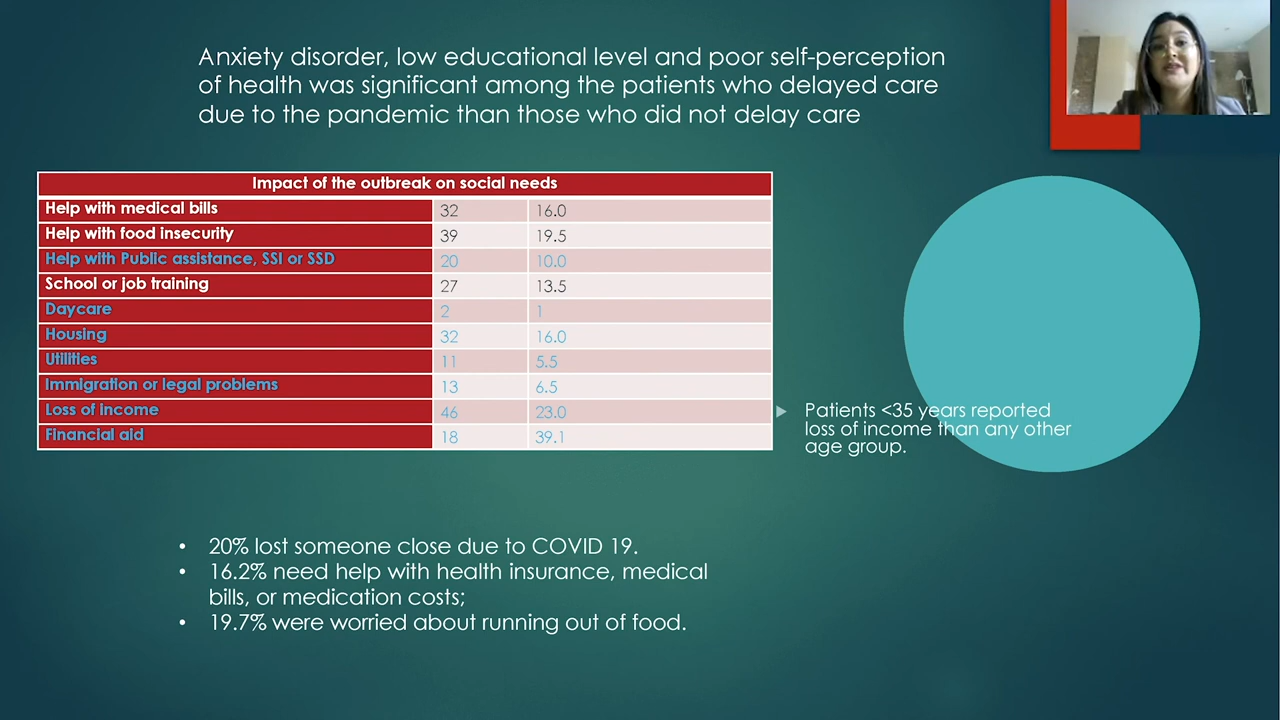 Anxiety disorder, low educational level and poor self-perception
of health was significant among the patients who delayed care
due to the pandemic than those who did not delay care
Impact of the outbreak on social needs
Help with medical bills 32 16.0
Help with food insecurity 39 19.5
Help with Public assistance, SSI or SSD 20 10.0
School or job training 27 13.5
Daycare 2 1
Housing 32 16.0
Utilities 11 5.5
Immigration or legal problems 13 6.5
Loss of income 46 23.0
Financial aid 18 39.1
Patients <35 years reported
loss of income than any other
age group.
• 20% lost someone close due to COVID 19.
• 16.2% need help with health insurance, medical
bills, or medication costs;
• 19.7% were worried about running out of food.